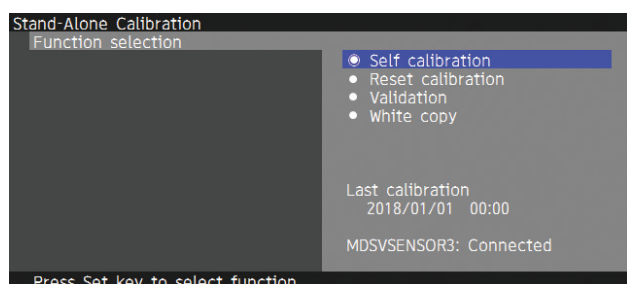 Stand-Alone Calibration
Function selection
Self calibration
Reset calibration
Validation
White copy
Last calibration
2018/01/01 00:00
MDSVSENSOR3: Connected
Press Set key to select function